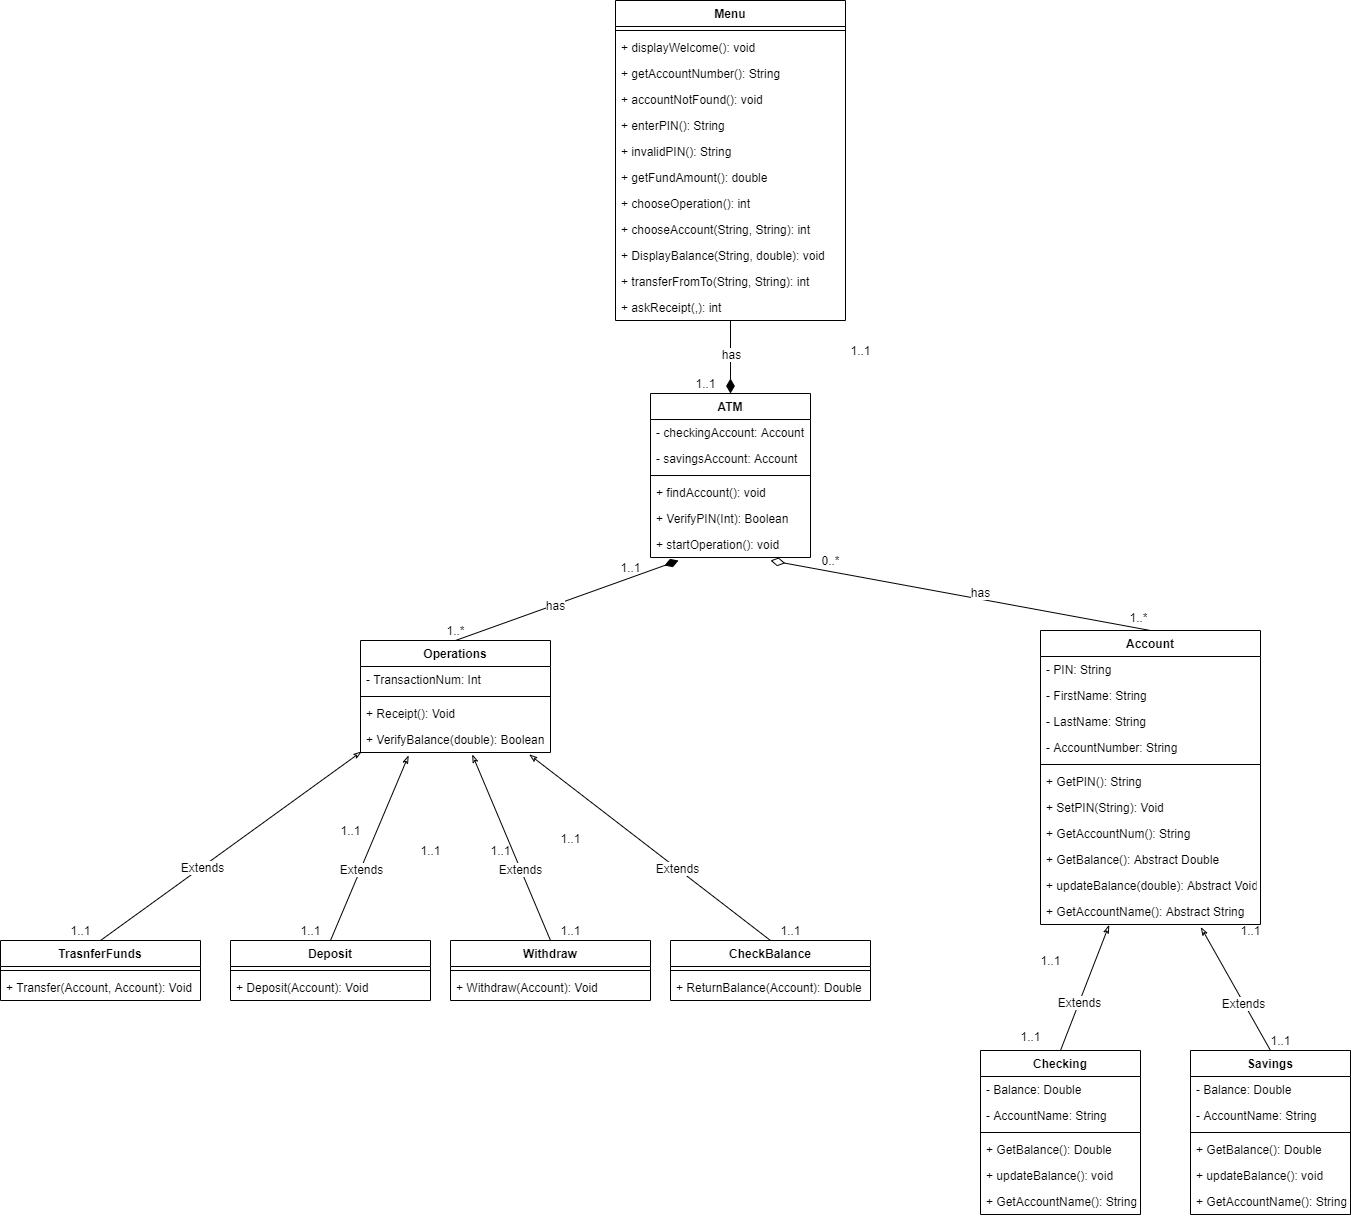 Menu
+ displayWelcome(): void
+ getAccountNumber(): String
+ accountNotFound(): void
+ enterPIN(): String
+ invalidPIN(): String
+ getFundAmount(): double
+ chooseOperation(): int
+ chooseAccount(String, String): int
+ DisplayBalance(String, double): void
+ transferFromTo(String, String): int
+ askReceipt(,): int
has
1..1
1..1
ATM
- checkingAccount: Account
- savingsAccount: Account
+ findAccount(): void
+ VerifyPIN(Int): Boolean
+ startOperation(): void
1..1
0..*
has
has
1..*
1..*
Operations
- TransactionNum: Int
+ Receipt(): Void
+ VerifyBalance(double): Boolean
Account
- PIN: String
- FirstName: String
- LastName: String
- AccountNumber: String
+ GetPIN(): String
+ SetPIN(String): Void
+ GetAccountNum(): String
+ GetBalance(): Abstract Double
+ updateBalance(double): Abstract Void
+ GetAccountName(): Abstract String
1..1
1..1
1..1
1..1
Extends
Extends
Extends
Extends
1..1
1..1
1..1
1..1
TrasnferFunds
+ Transfer(Account, Account): Void
Deposit
+ Deposit(Account): Void
Withdraw
+ Withdraw(Account): Void
CheckBalance
+ ReturnBalance(Account): Double
1..1
1..1
Extends
Extends
1..1
1..1
Checking
- Balance: Double
- AccountName: String
+ GetBalance(): Double
+ updateBalance(): void
+ GetAccountName(): String
Savings
- Balance: Double
- AccountName: String
+ GetBalance(): Double
+ updateBalance(): void
+ GetAccountName(): String